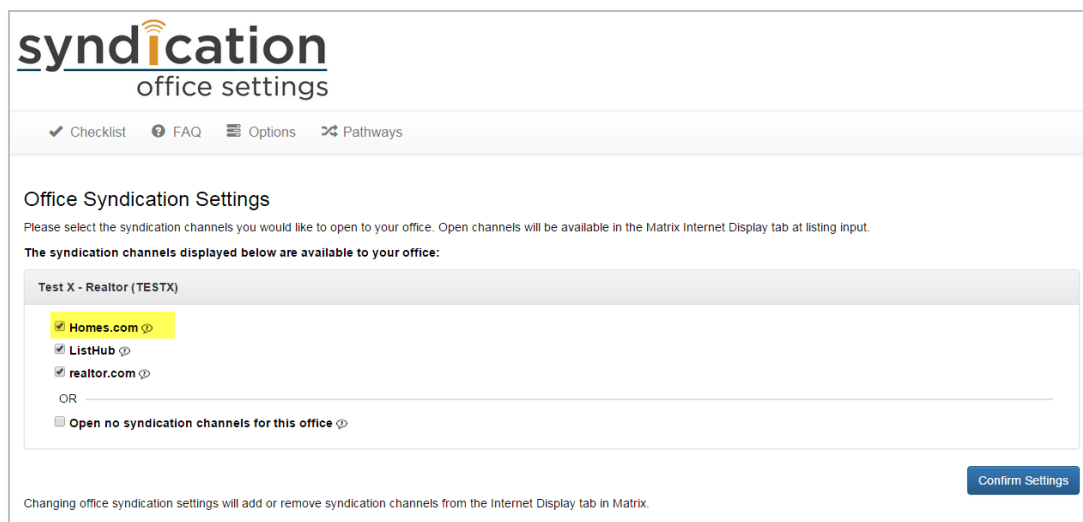 syndication
office settings
Checklist FAQ Options Pathways
Office Syndication Settings
Please select the syndication channels you would like to open to your office. Open channels will be available in the Matrix Internet Display tab at listing input.
The syndication channels displayed below are available to your office:
Test X - Realtor (TESTX)
Homes.com
ListHub
realtor.com
OR
Open no syndication channels for this office
Confirm Settings
Changing office syndication settings will add or remove syndication channels from the Internet Display tab in Matrix.